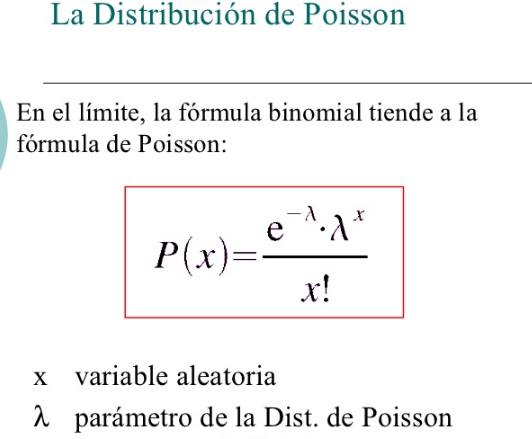 La Distribución de Poisson
En el límite, la fórmula binomial tiende a la
fórmula de Poisson:
P(x)=e^{-λ}·λ^x/x!
x variable aleatoria
λ parámetro de la Dist. de Poisson